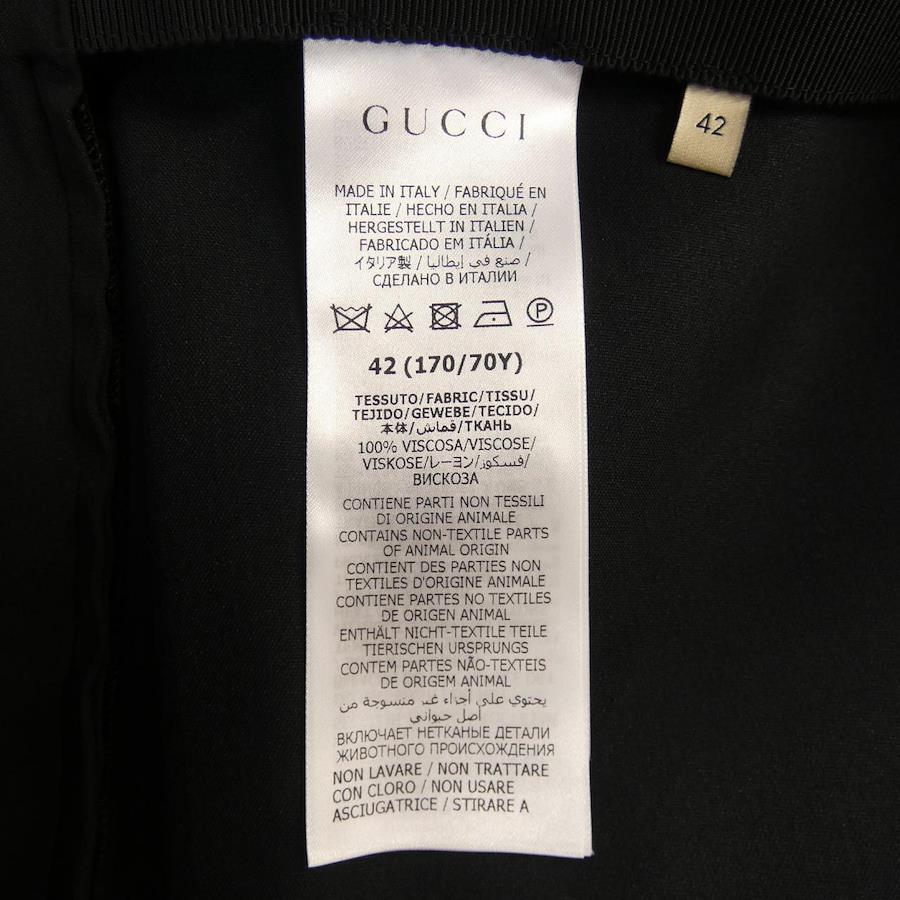 GUCCI
42
MADE IN ITALY / FABRIQUÉ EN
ITALIE / HECHO EN ITALIA /
HERGESTELLT IN ITALIEN /
FABRICADO EM ITÁLIA /
イタリア製 / صنع في إيطاليا /
СДЕЛАНО В ИТАЛИИ
P
42 (170/70Y)
TESSUTO/FABRIC/TISSU/
TEJIDO/GEWEBE/TECIDO/
本体/قماش/ТКАНЬ
100% VISCOSA/VISCOSE/
VISKOSE/レーヨン/فسكوز/
ВИСКОЗА
CONTIENE PARTI NON TESSILI
DI ORIGINE ANIMALE
CONTAINS NON-TEXTILE PARTS
OF ANIMAL ORIGIN
CONTIENT DES PARTIES NON
TEXTILES D'ORIGINE ANIMALE
CONTIENE PARTES NO TEXTILES
DE ORIGEN ANIMAL
ENTHÄLT NICHT-TEXTILE TEILE
TIERISCHEN URSPRUNGS
CONTEM PARTES NÃO-TEXTEIS
DE ORIGEM ANIMAL
يحتوي على أجزاء غير منسوجة من
أصل حيواني
ВКЛЮЧАЕТ НЕТКАНЫЕ ДЕТАЛИ
ЖИВОТНОГО ПРОИСХОЖДЕНИЯ
NON LAVARE / NON TRATTARE
CON CLORO / NON USARE
ASCIUGATRICE / STIRARE A